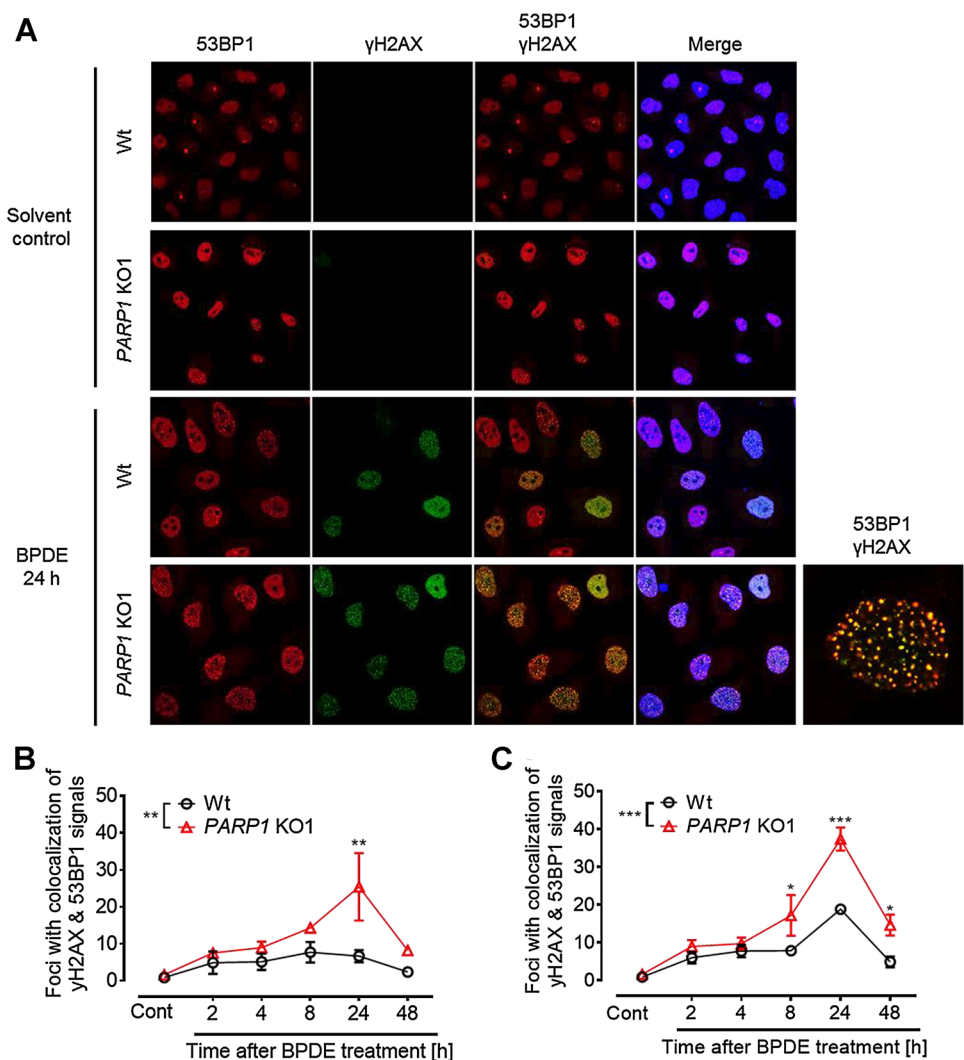 A
53BP1
γH2AX
53BP1
γH2AX
Merge
Solvent
control
Wt
PARP1 KO1
BPDE
24 h
Wt
PARP1 KO1
53BP1
γH2AX
B
Foci with colocalization of
γH2AX & 53BP1 signals
50
40
30
20
10
0
**
Wt
PARP1 KO1
**
Cont
2
4
8
24
48
Time after BPDE treatment [h]
C
Foci with colocalization of
γH2AX & 53BP1 signals
50
40
30
20
10
0
***
Wt
PARP1 KO1
*
***
*
Cont
2
4
8
24
48
Time after BPDE treatment [h]